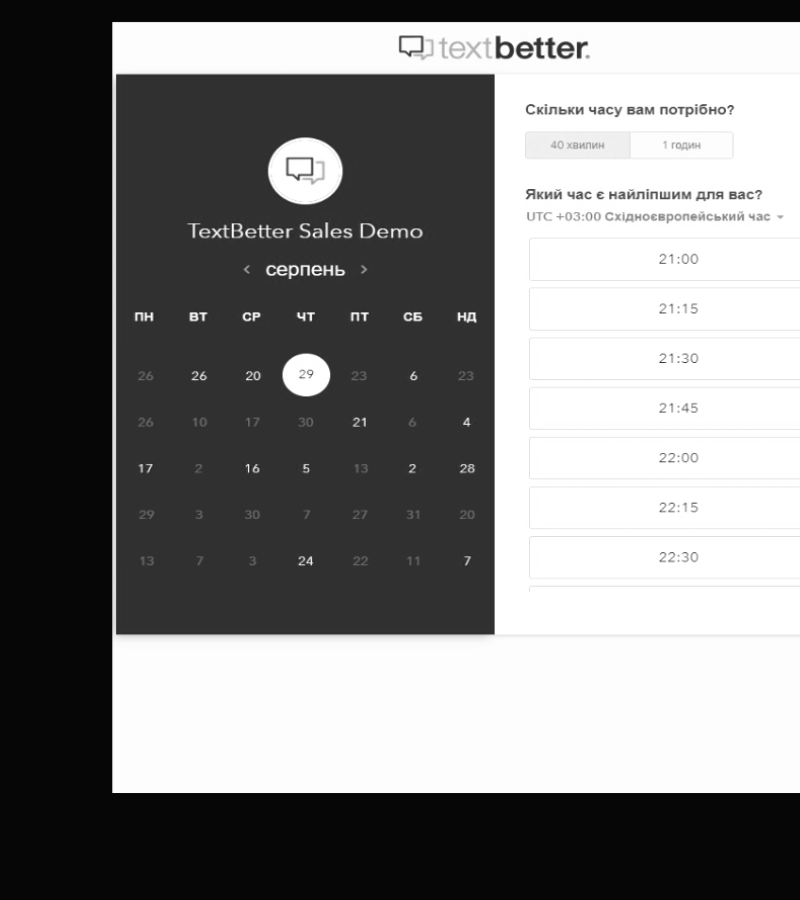 textbetter.
TextBetter Sales Demo
< серпень >
ПН ВТ СР ЧТ ПТ СБ НД
26 26 20 29 23 6 23
26 10 17 30 21 6 4
17 2 16 5 13 2 28
29 3 30 7 27 31 20
13 7 3 24 22 11 7
Скільки часу вам потрібно?
40 хвилин 1 годин
Який час є найліпшим для вас?
UTC +03:00 Східноєвропейський час
21:00
21:15
21:30
21:45
22:00
22:15
22:30